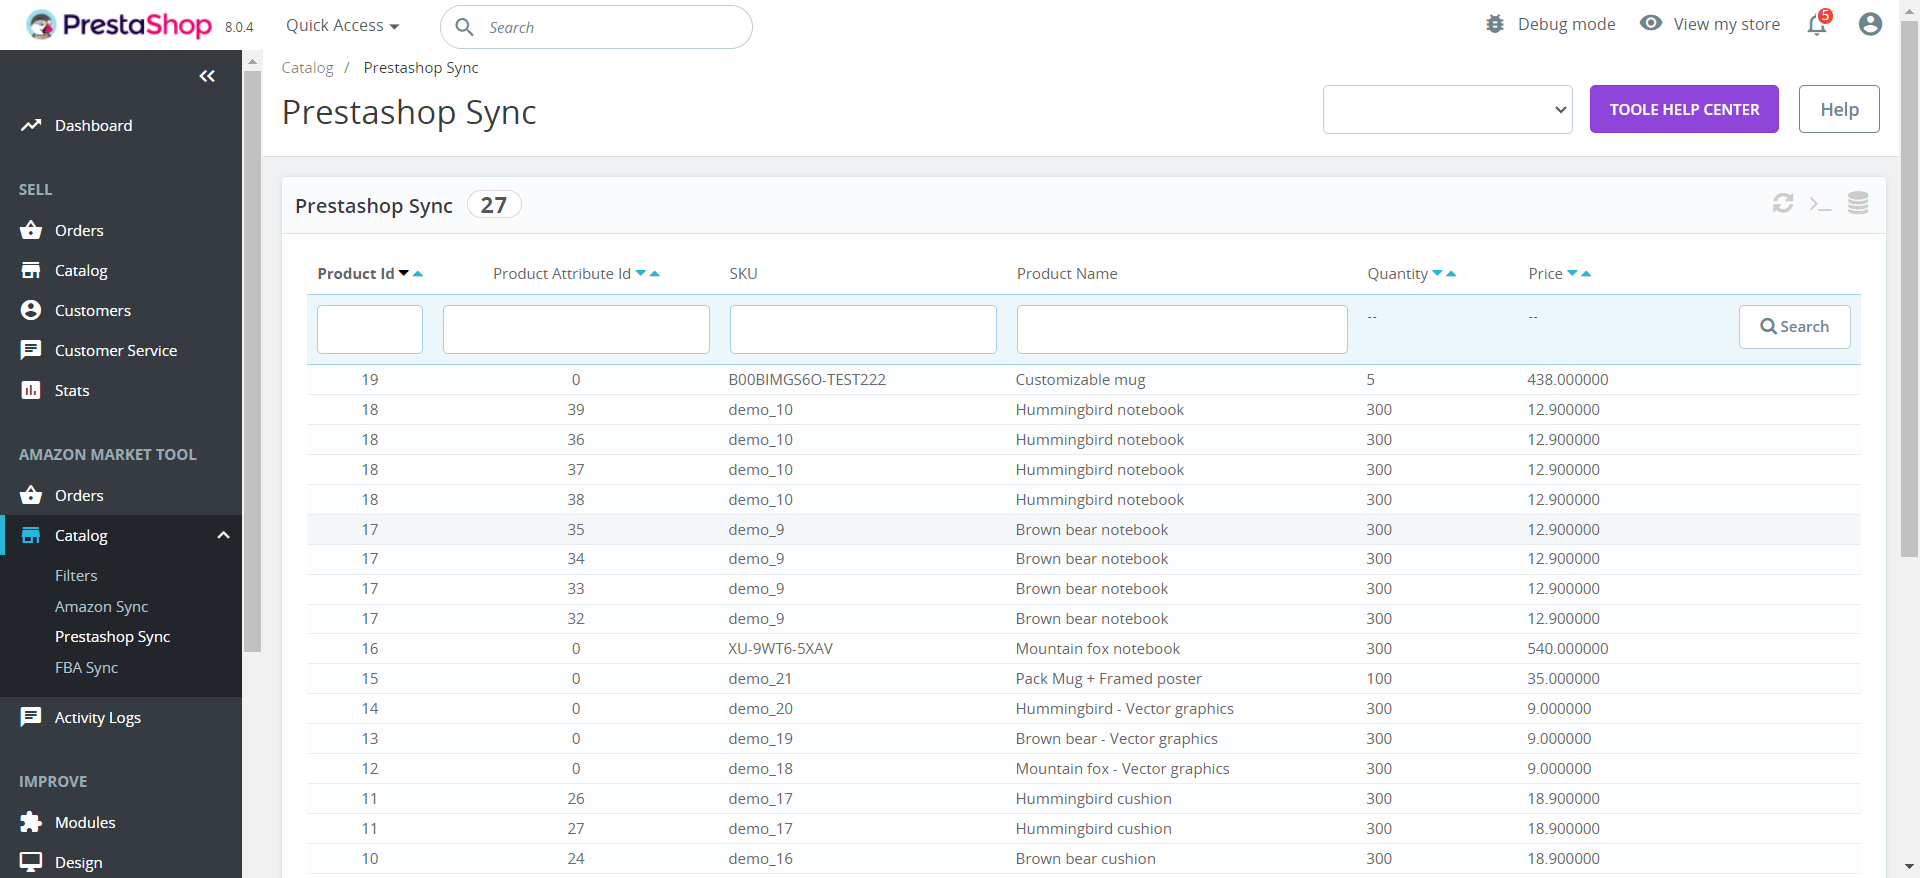 PrestaShop 8.0.4 Quick Access Search Debug mode View my store 5
Catalog / Prestashop Sync
Prestashop Sync TOOLE HELP CENTER Help
Dashboard
SELL
Orders
Catalog
Customers
Customer Service
Stats
AMAZON MARKET TOOL
Orders
Catalog
Filters
Amazon Sync
Prestashop Sync
FBA Sync
Activity Logs
IMPROVE
Modules
Design
Prestashop Sync 27
Product Id Product Attribute Id SKU Product Name Quantity Price
-- -- Search
19 0 B00BIMGS6O-TEST222 Customizable mug 5 438.000000
18 39 demo_10 Hummingbird notebook 300 12.900000
18 36 demo_10 Hummingbird notebook 300 12.900000
18 37 demo_10 Hummingbird notebook 300 12.900000
18 38 demo_10 Hummingbird notebook 300 12.900000
17 35 demo_9 Brown bear notebook 300 12.900000
17 34 demo_9 Brown bear notebook 300 12.900000
17 33 demo_9 Brown bear notebook 300 12.900000
17 32 demo_9 Brown bear notebook 300 12.900000
16 0 XU-9WT6-5XAV Mountain fox notebook 300 540.000000
15 0 demo_21 Pack Mug + Framed poster 100 35.000000
14 0 demo_20 Hummingbird - Vector graphics 300 9.000000
13 0 demo_19 Brown bear - Vector graphics 300 9.000000
12 0 demo_18 Mountain fox - Vector graphics 300 9.000000
11 26 demo_17 Hummingbird cushion 300 18.900000
11 27 demo_17 Hummingbird cushion 300 18.900000
10 24 demo_16 Brown bear cushion 300 18.900000